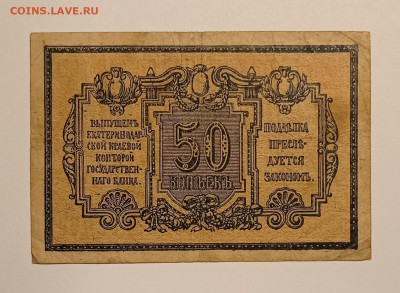 COINS.LAVE.RU
ВЫПУЩЕНЪ
ЕКАТЕРИНОДАР-
СКОЙ КРАЕВОЙ
КОНТОРОЙ
ГОСУДАРСТВЕН-
НАГО БАНКА.
50
КОПѢЕКЪ
ПОДДѢЛКА
ПРЕСЛѢ-
ДУЕТСЯ
ЗАКОНОМЪ.